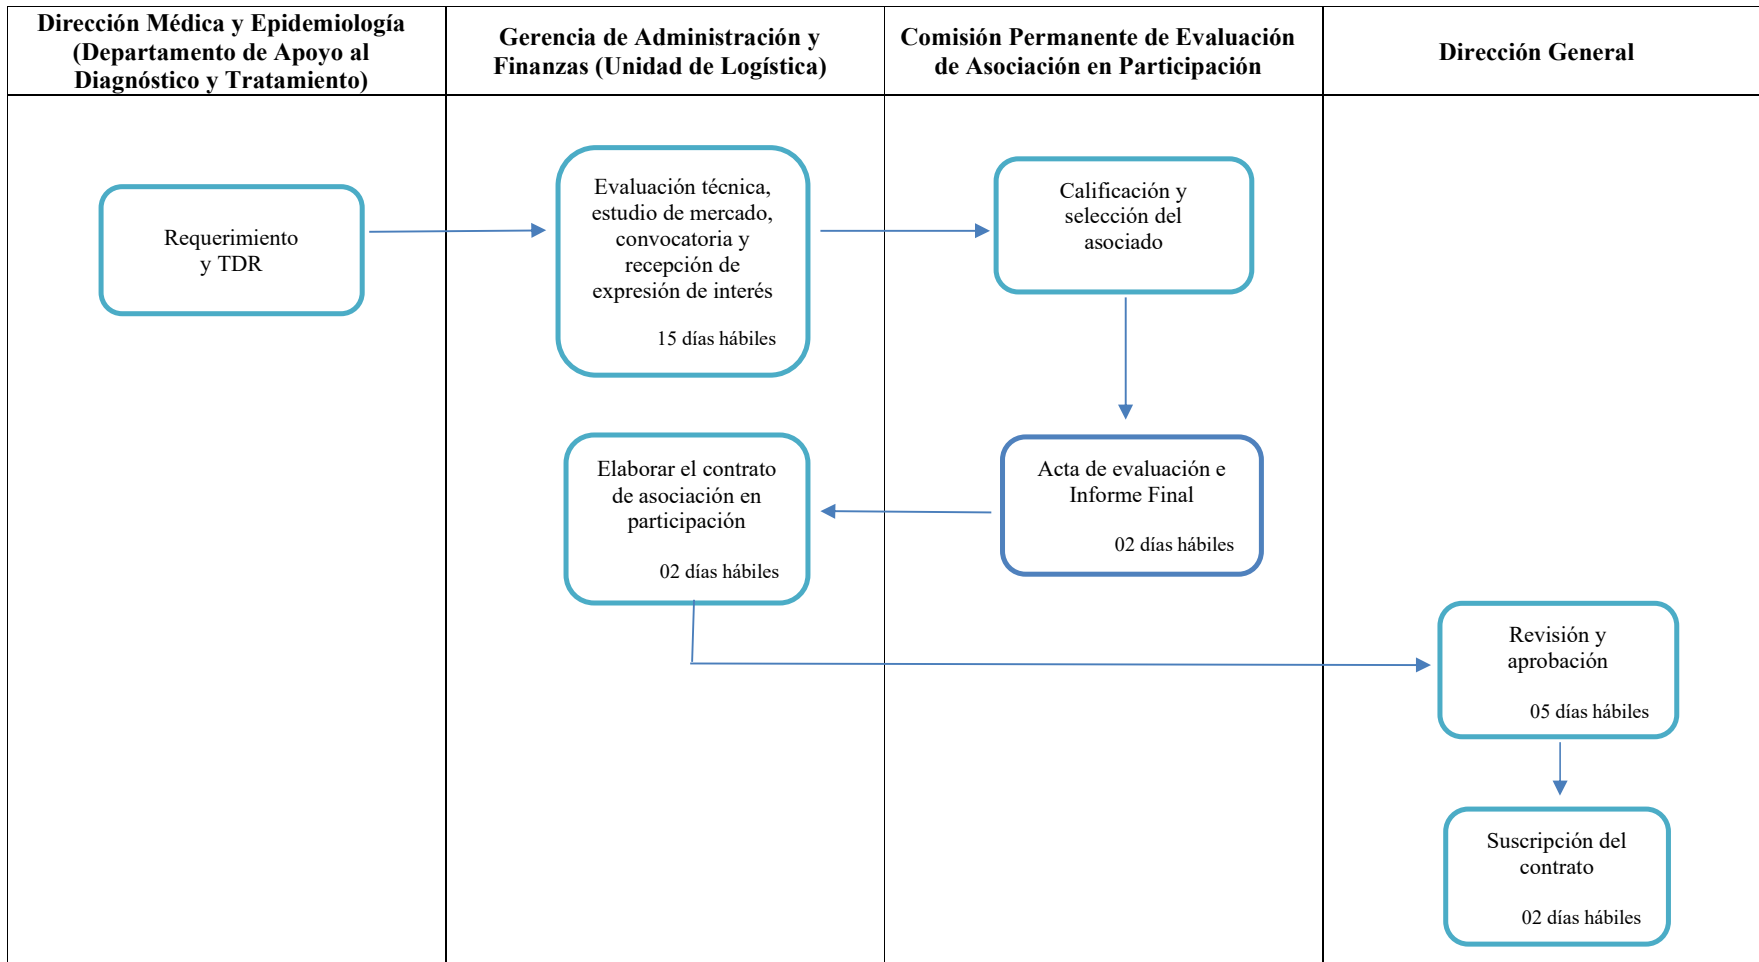 Dirección Médica y Epidemiología
(Departamento de Apoyo al
Diagnóstico y Tratamiento)
Gerencia de Administración y
Finanzas (Unidad de Logística)
Comisión Permanente de Evaluación
de Asociación en Participación
Dirección General
Requerimiento
y TDR
Evaluación técnica,
estudio de mercado,
convocatoria y
recepción de
expresión de interés
15 días hábiles
Calificación y
selección del
asociado
Acta de evaluación e
Informe Final
02 días hábiles
Elaborar el contrato
de asociación en
participación
02 días hábiles
Revisión y
aprobación
05 días hábiles
Suscripción del
contrato
02 días hábiles